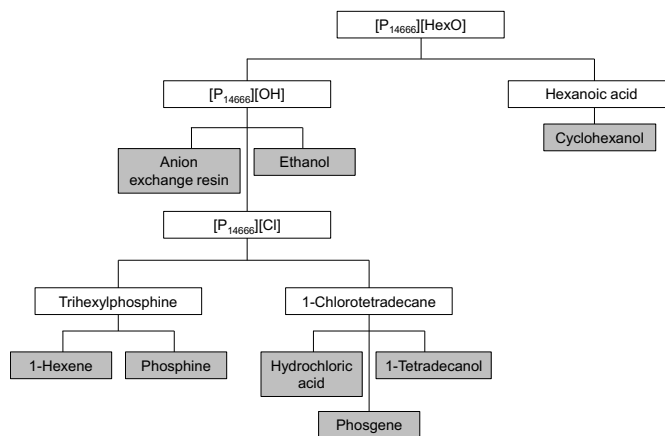 [P₁₄₆₆₆][HexO]
[P₁₄₆₆₆][OH]
Hexanoic acid
Anion
exchange resin
Ethanol
Cyclohexanol
[P₁₄₆₆₆][Cl]
Trihexylphosphine
1-Chlorotetradecane
1-Hexene
Phosphine
Hydrochloric
acid
1-Tetradecanol
Phosgene